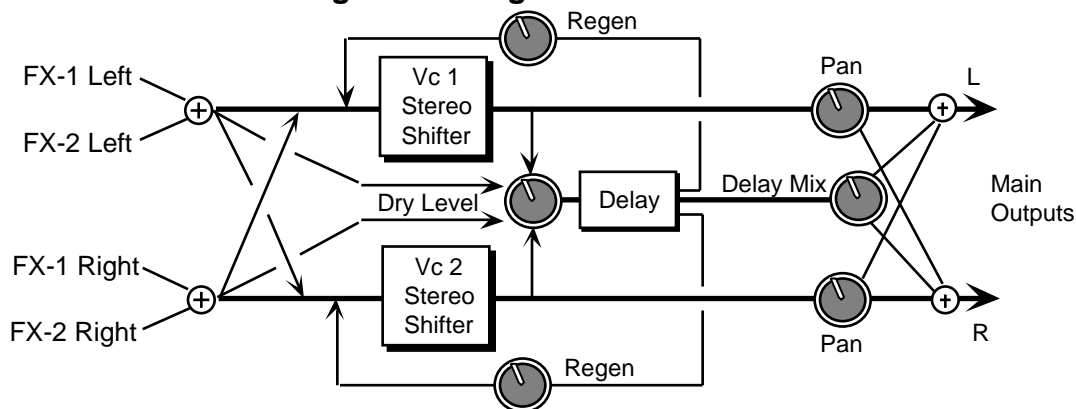 Regen
FX-1 Left
FX-2 Left
Vc 1
Stereo
Shifter
Pan
L
Dry Level
Delay
Delay Mix
Main
Outputs
FX-1 Right
FX-2 Right
Vc 2
Stereo
Shifter
Pan
R
Regen